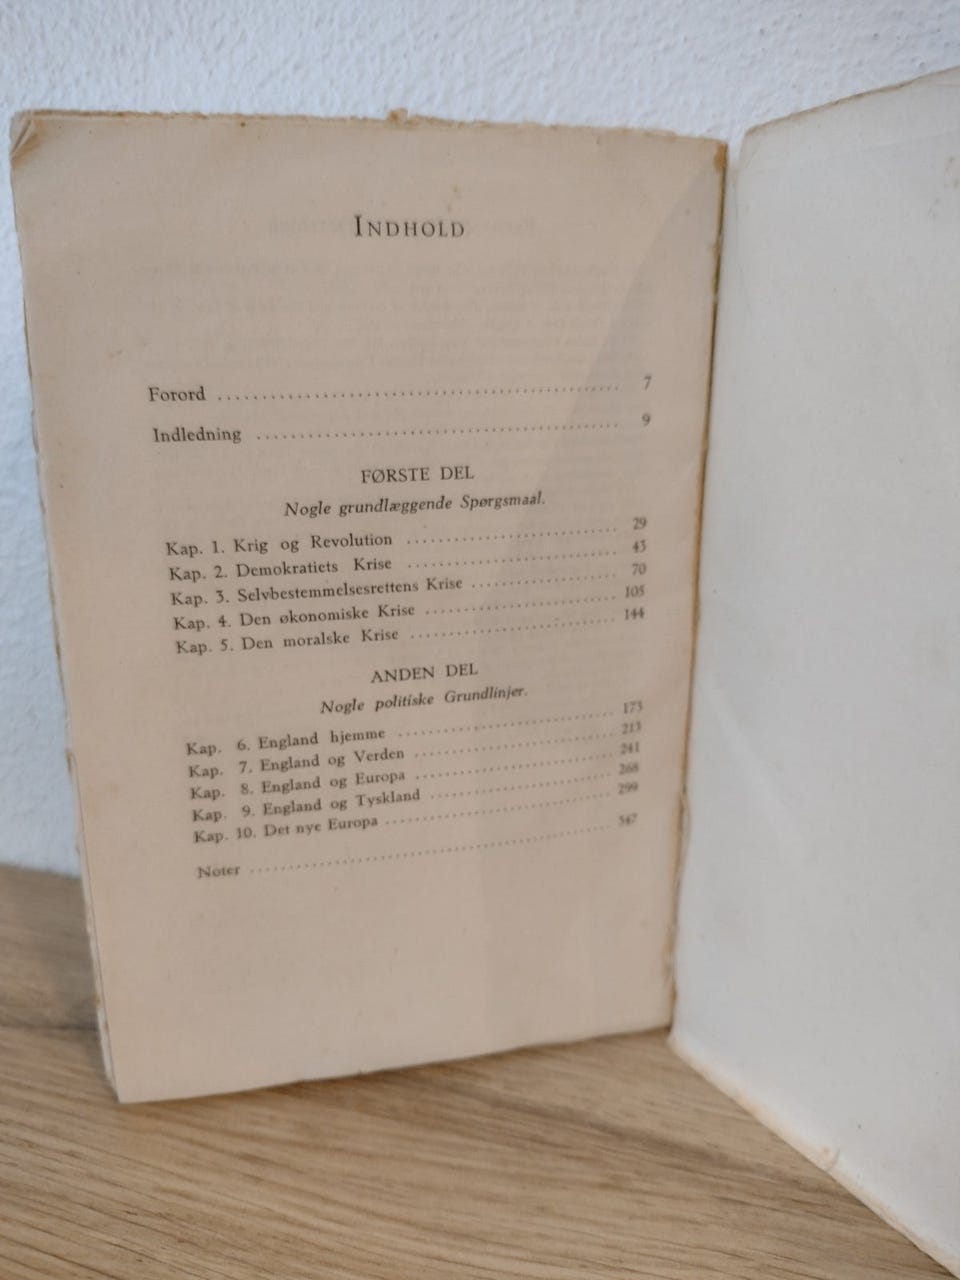 INDHOLD
Forord ........................................ 7
Indledning ........................................ 9
FØRSTE DEL
Nogle grundlæggende Spørgsmaal.
Kap. 1. Krig og Revolution ........................ 29
Kap. 2. Demokratiets Krise ........................ 43
Kap. 3. Selvbestemmelsesrettens Krise ................ 70
Kap. 4. Den økonomiske Krise ..................... 105
Kap. 5. Den moralske Krise ........................ 144
ANDEN DEL
Nogle politiske Grundlinjer.
Kap. 6. England hjemme ........................ 173
Kap. 7. England og Verden ........................ 213
Kap. 8. England og Europa ........................ 241
Kap. 9. England og Tyskland ..................... 268
Kap. 10. Det nye Europa ........................ 299
Noter ........................................ 347